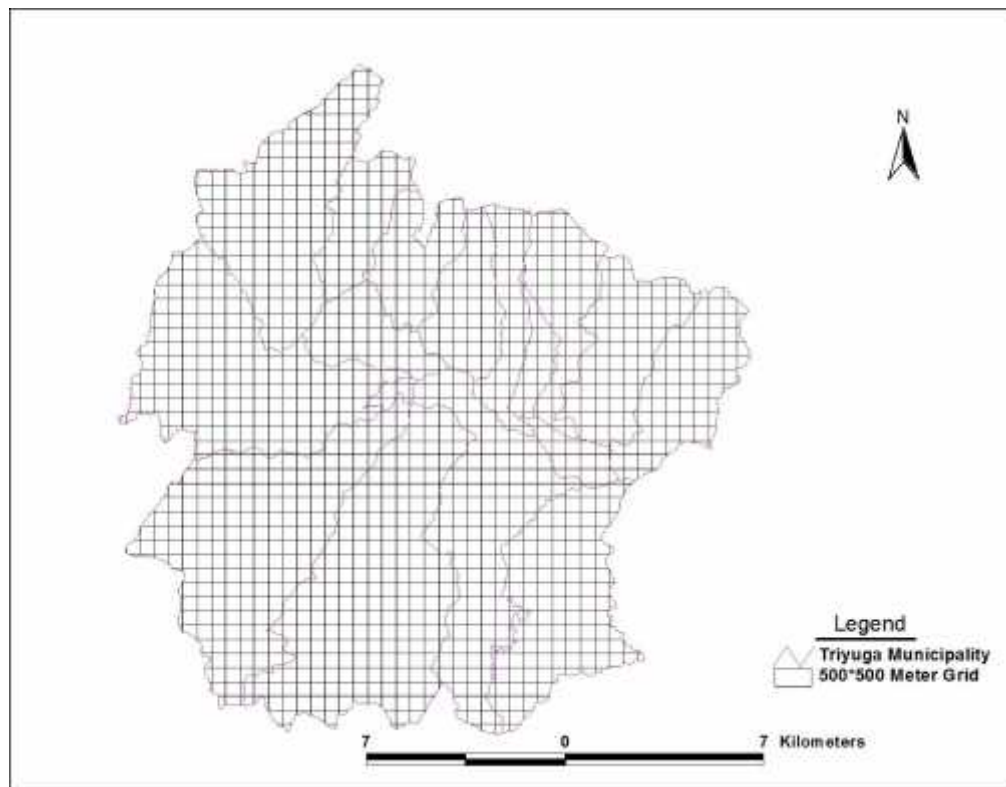 N
Legend
Triyuga Municipality
500*500 Meter Grid
7 0 7 Kilometers